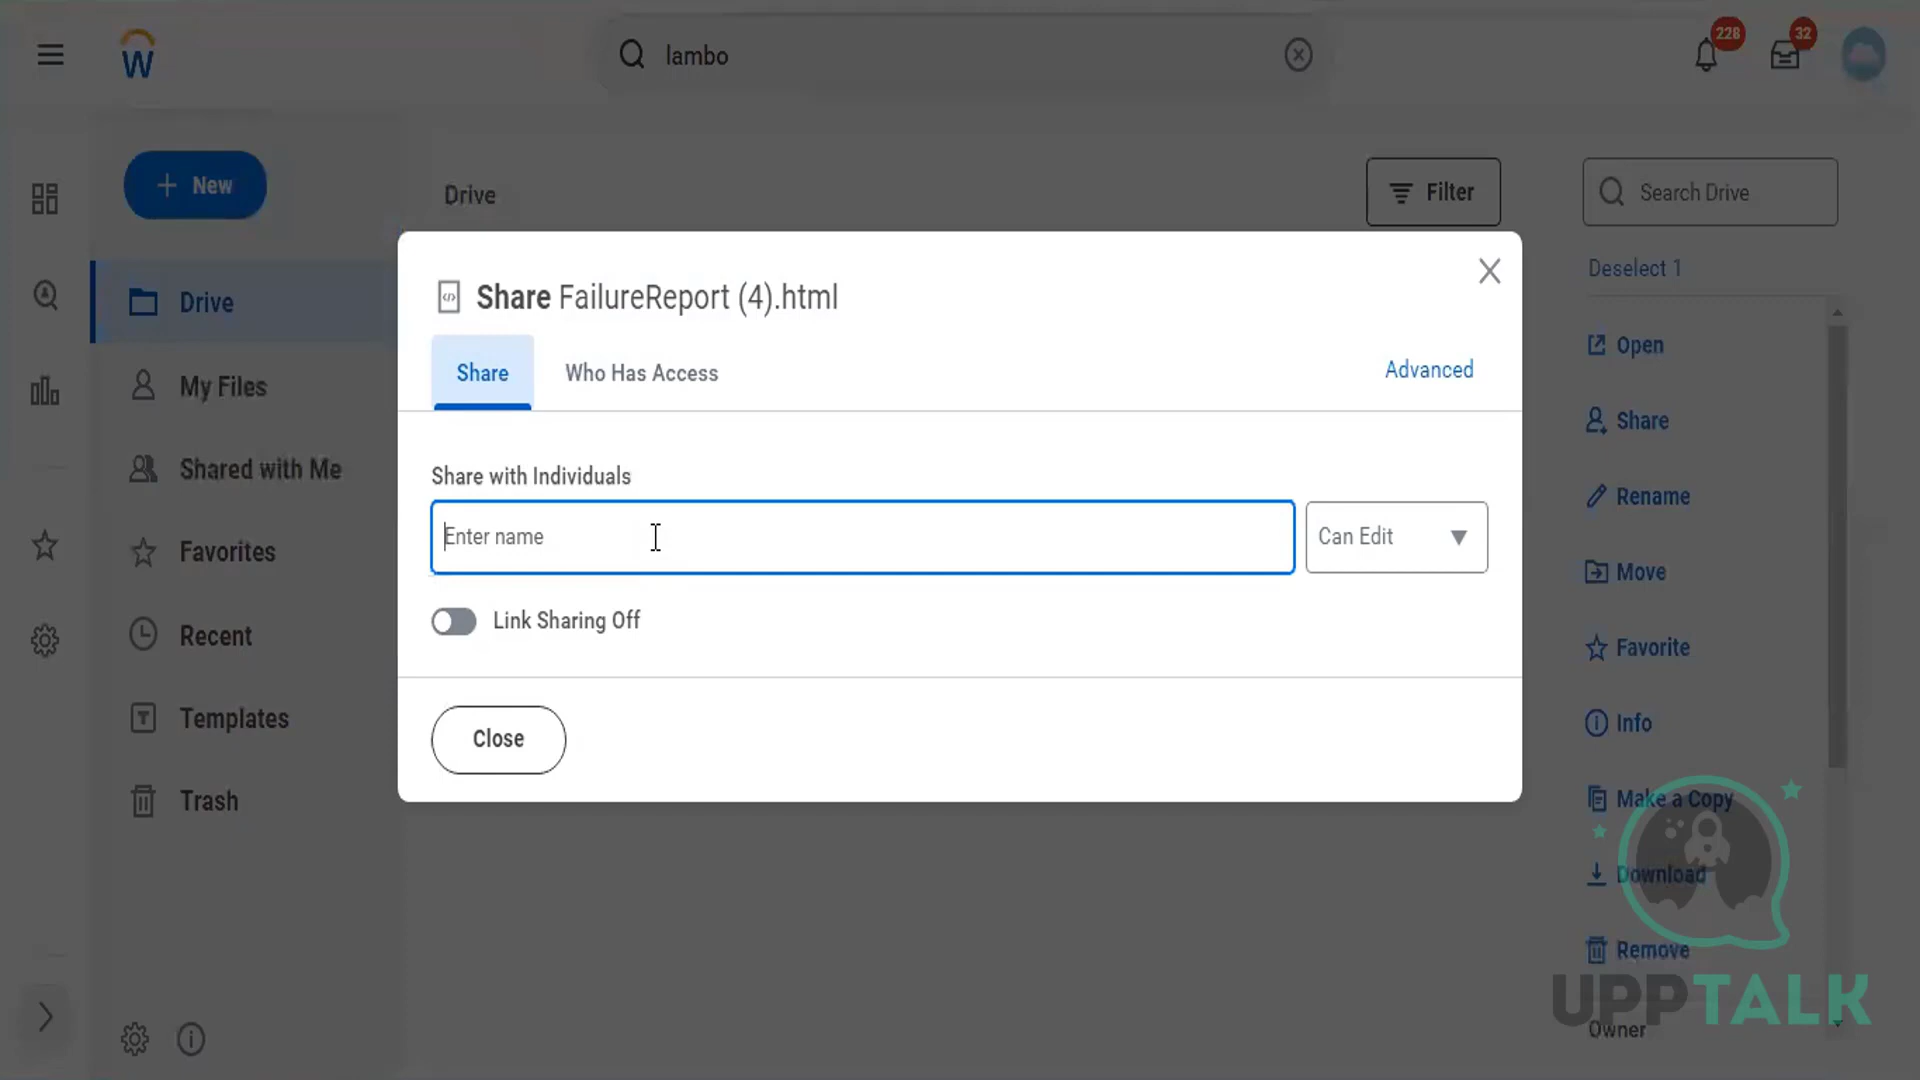 W
lambo
228
32
New
Drive
Filter
Search Drive
Deselect 1
Drive
My Files
Shared with Me
Favorites
Recent
Templates
Trash
Share FailureReport (4).html
Share
Who Has Access
Advanced
Share with Individuals
Enter name
Can Edit
Link Sharing Off
Close
Open
Share
Rename
Move
Favorite
Info
Make a Copy
Download
Remove
UPPTALK
Owner